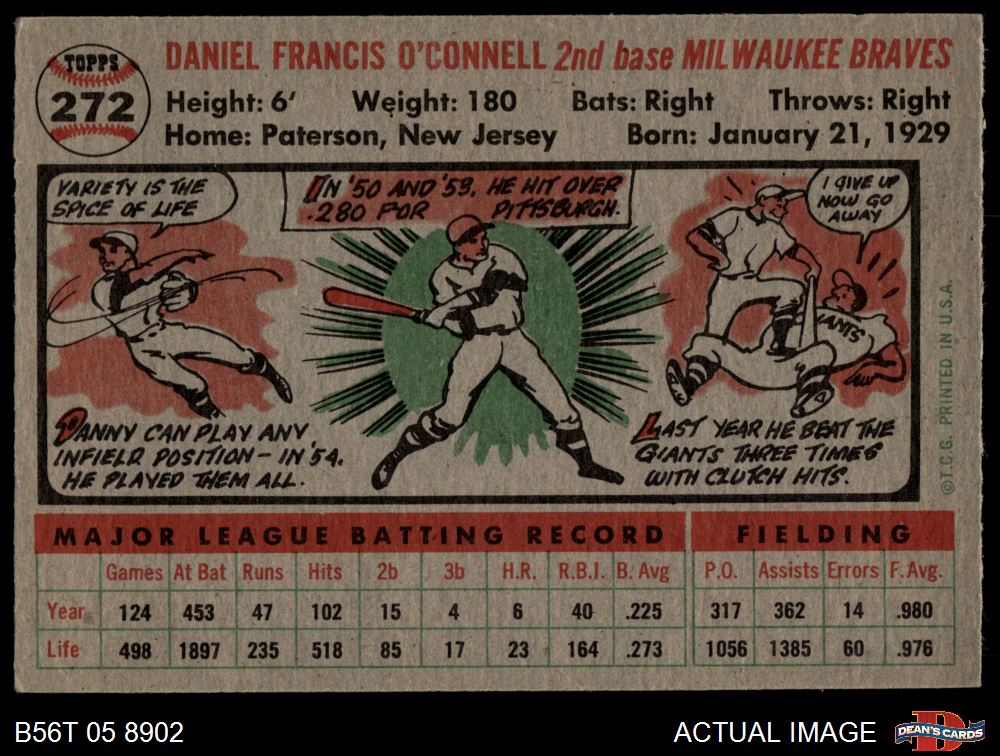 TOPPS
272
DANIEL FRANCIS O'CONNELL 2nd base MILWAUKEE BRAVES
Height: 6' Weight: 180 Bats: Right Throws: Right
Home: Paterson, New Jersey Born: January 21, 1929
VARIETY IS THE
SPICE OF LIFE
IN '50 AND '53, HE HIT OVER
.280 FOR PITTSBURGH.
I GIVE UP
NOW GO
AWAY
IANTS
DANNY CAN PLAY ANY
INFIELD POSITION - IN '54,
HE PLAYED THEM ALL.
LAST YEAR HE BEAT THE
GIANTS THREE TIMES
WITH CLUTCH HITS.
©T.C.G. PRINTED IN U.S.A.
MAJOR LEAGUE BATTING RECORD FIELDING
Games At Bat Runs Hits 2b 3b H.R. R.B.I. B. Avg P.O. Assists Errors F. Avg.
Year 124 453 47 102 15 4 6 40 .225 317 362 14 .980
Life 498 1897 235 518 85 17 23 164 .273 1056 1385 60 .976
B56T 05 8902 ACTUAL IMAGE DEAN'S CARDS